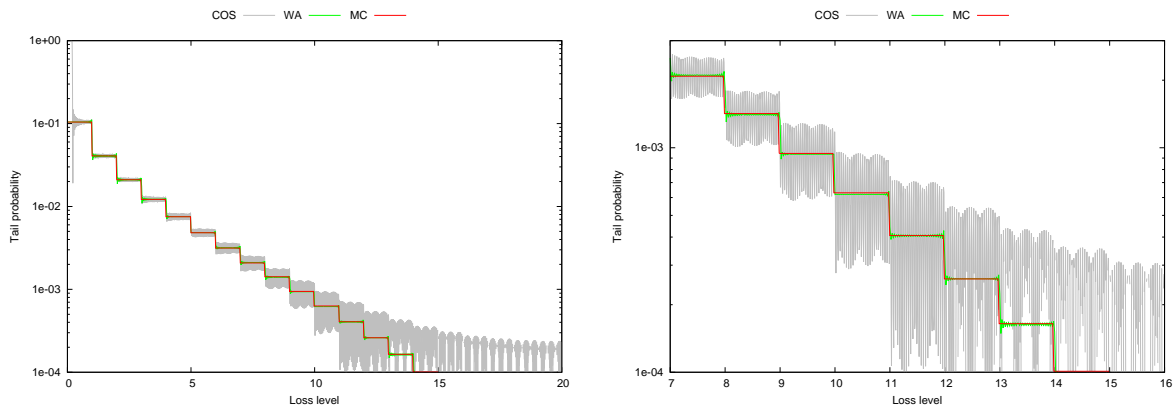 COS WA MC
1e+00
1e-01
1e-02
1e-03
1e-04
Tail probability
0 5 10 15 20
Loss level
COS WA MC
1e-03
1e-04
Tail probability
7 8 9 10 11 12 13 14 15 16
Loss level